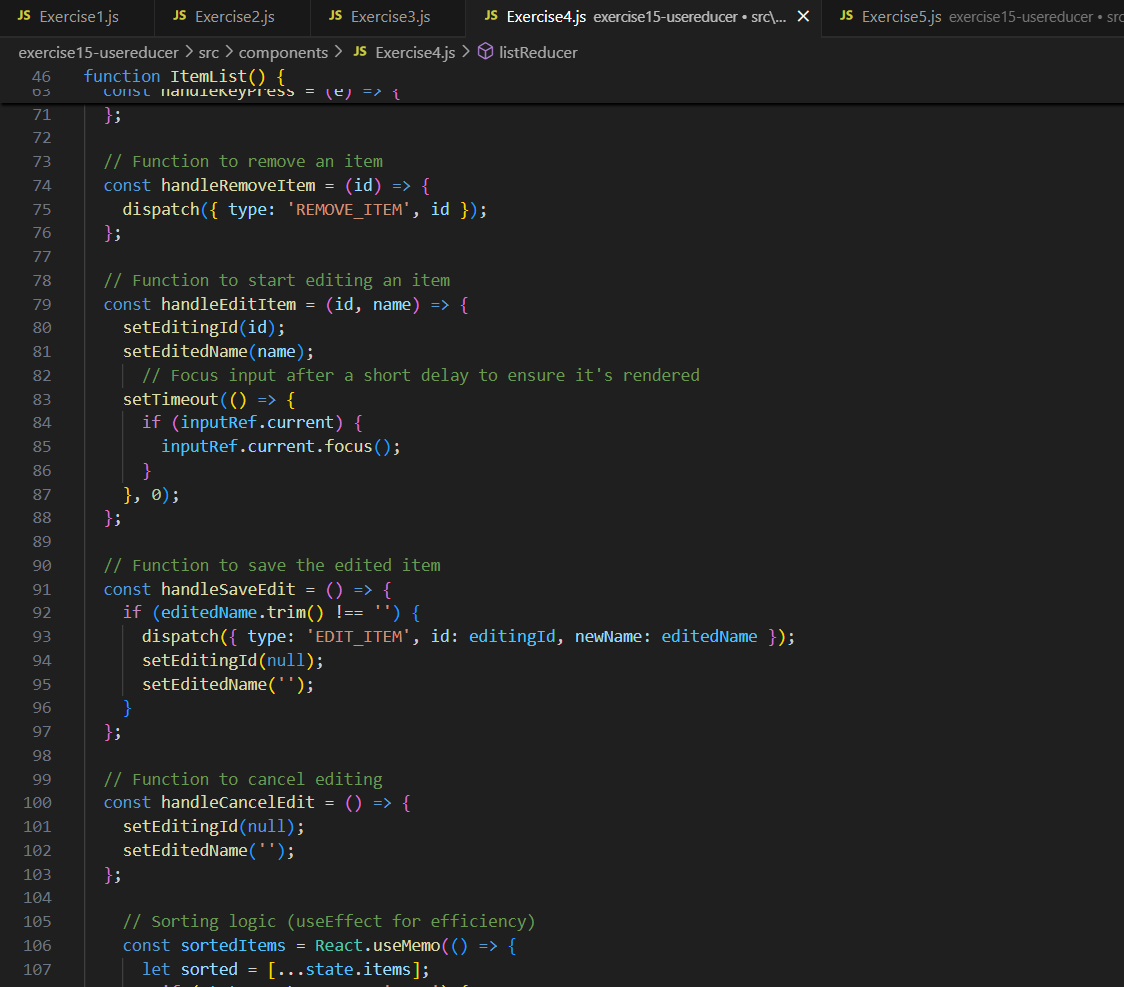 JS Exercise1.js JS Exercise2.js JS Exercise3.js JS Exercise4.js exercise15-usereducer • src\... × JS Exercise5.js exercise15-usereducer • src
exercise15-usereducer > src > components > JS Exercise4.js > listReducer
46 function ItemList() {
63   const handleKeyPress = (e) => {
71   };
72
73   // Function to remove an item
74   const handleRemoveItem = (id) => {
75     dispatch({ type: 'REMOVE_ITEM', id });
76   };
77
78   // Function to start editing an item
79   const handleEditItem = (id, name) => {
80     setEditingId(id);
81     setEditedName(name);
82       // Focus input after a short delay to ensure it's rendered
83     setTimeout(() => {
84       if (inputRef.current) {
85         inputRef.current.focus();
86       }
87     }, 0);
88   };
89
90   // Function to save the edited item
91   const handleSaveEdit = () => {
92     if (editedName.trim() !== '') {
93       dispatch({ type: 'EDIT_ITEM', id: editingId, newName: editedName });
94       setEditingId(null);
95       setEditedName('');
96     }
97   };
98
99   // Function to cancel editing
100   const handleCancelEdit = () => {
101     setEditingId(null);
102     setEditedName('');
103   };
104
105     // Sorting logic (useEffect for efficiency)
106     const sortedItems = React.useMemo(() => {
107       let sorted = [...state.items];